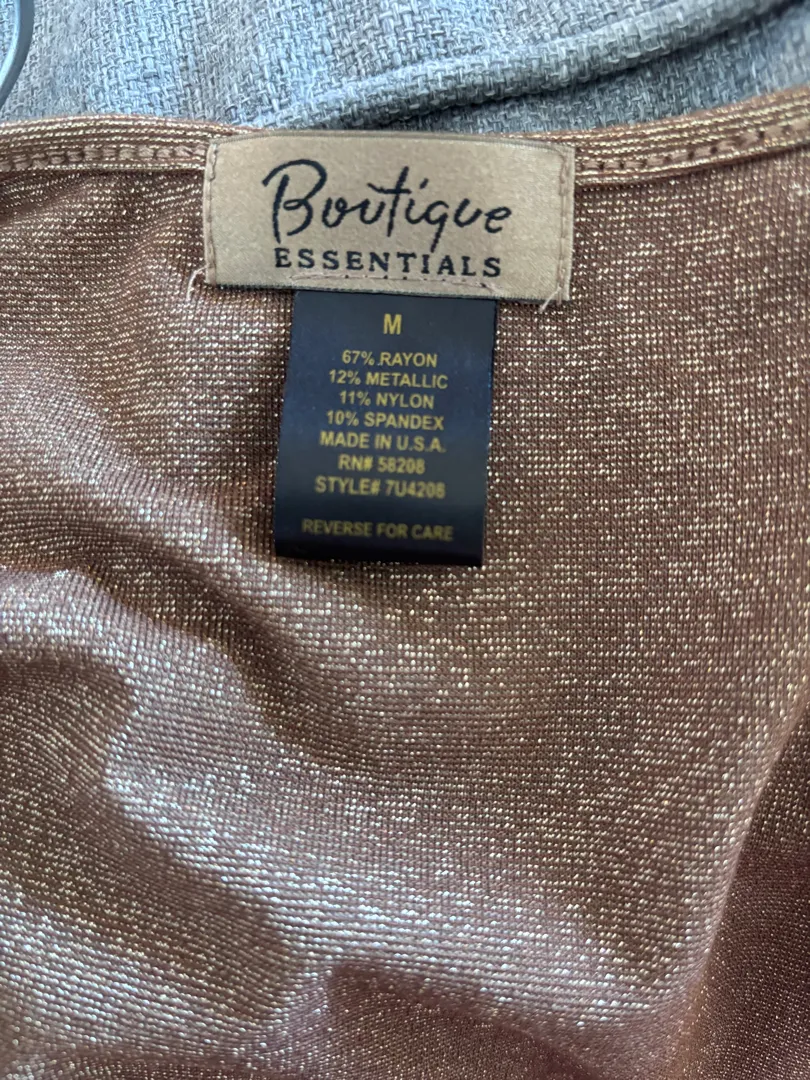 Boutique
ESSENTIALS
M
67% RAYON
12% METALLIC
11% NYLON
10% SPANDEX
MADE IN U.S.A.
RN# 58208
STYLE# 7U4208
REVERSE FOR CARE